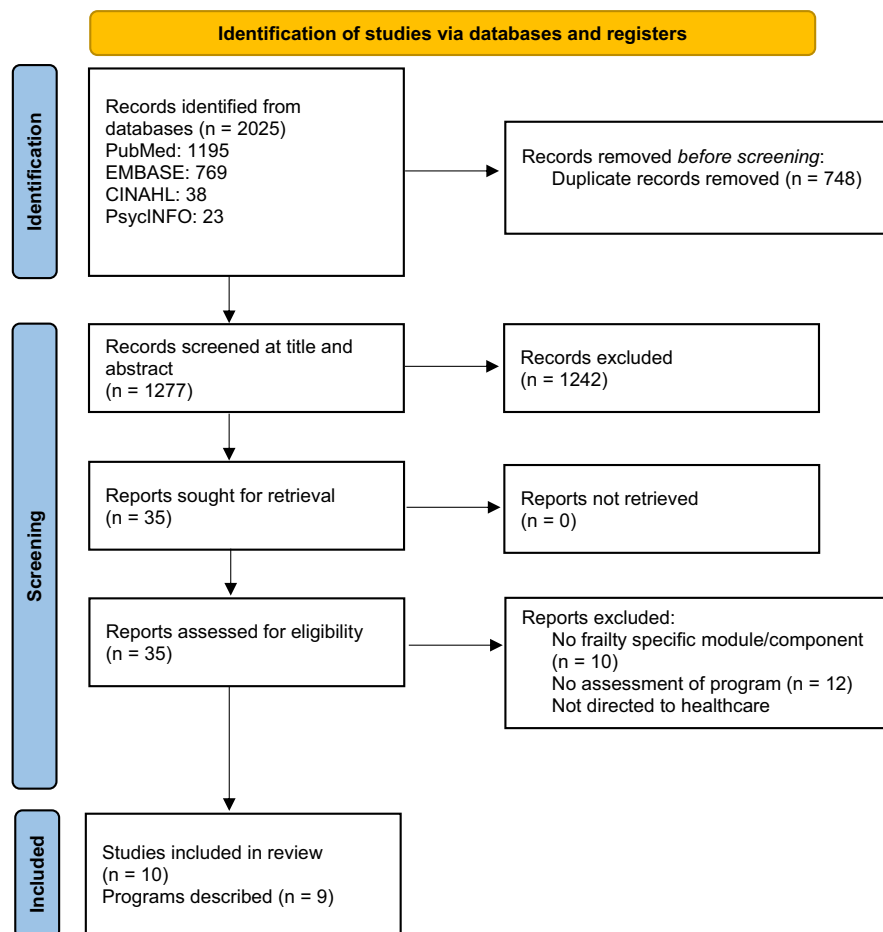 Identification of studies via databases and registers
Identification
Records identified from
databases (n = 2025)
PubMed: 1195
EMBASE: 769
CINAHL: 38
PsycINFO: 23
Records removed before screening:
Duplicate records removed (n = 748)
Screening
Records screened at title and
abstract
(n = 1277)
Records excluded
(n = 1242)
Reports sought for retrieval
(n = 35)
Reports not retrieved
(n = 0)
Reports assessed for eligibility
(n = 35)
Reports excluded:
No frailty specific module/component
(n = 10)
No assessment of program (n = 12)
Not directed to healthcare
Included
Studies included in review
(n = 10)
Programs described (n = 9)